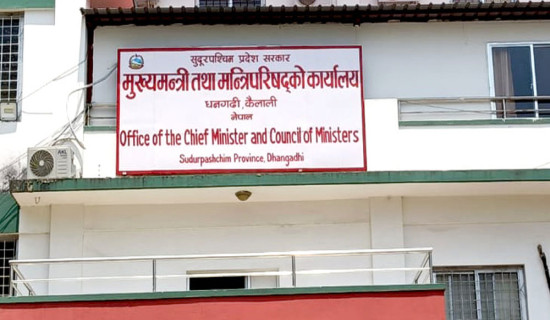 सुदूरपश्चिम प्रदेश सरकार
मुख्यमन्त्री तथा मन्त्रिपरिषद्को कार्यालय
धनगढी, कैलाली
नेपाल
Office of the Chief Minister and Council of Ministers
Sudurpashchim Province, Dhangadhi